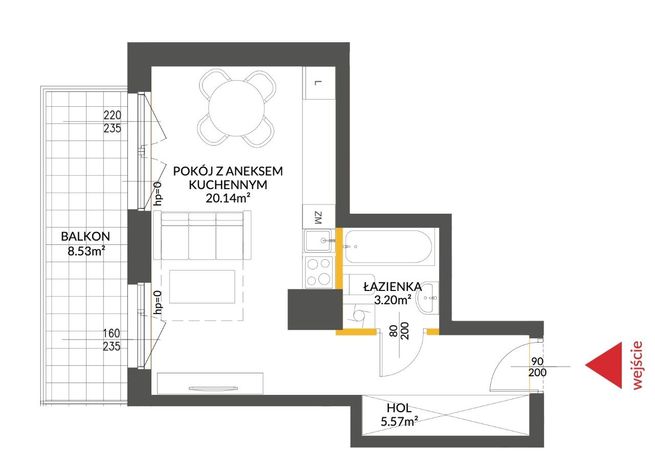 L
220
235
POKÓJ Z ANEKSEM
KUCHENNYM
20.14m²
hp=0
ZM
BALKON
8.53m²
ŁAZIENKA
3.20m²
hp=0
160
235
80
200
90
200
wejście
HOL
5.57m²